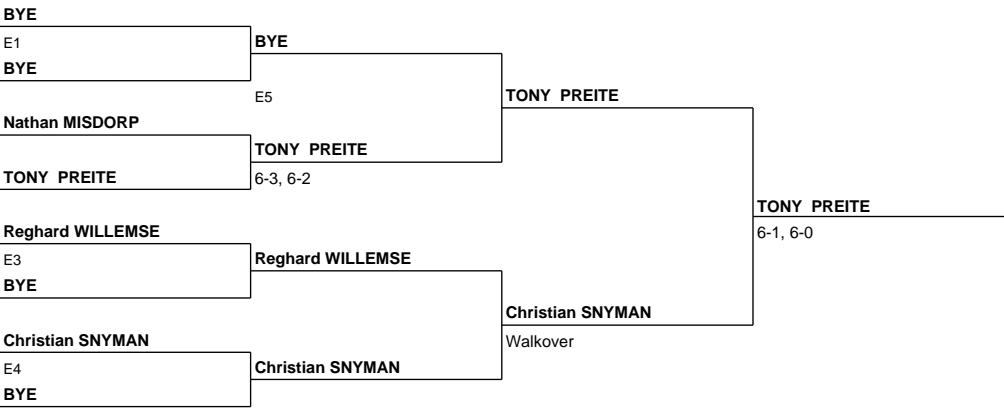 BYE
E1
BYE
BYE
E5
TONY PREITE
Nathan MISDORP
TONY PREITE
TONY PREITE
6-3, 6-2
TONY PREITE
6-1, 6-0
Reghard WILLEMSE
E3
Reghard WILLEMSE
BYE
Christian SNYMAN
Walkover
Christian SNYMAN
E4
Christian SNYMAN
BYE